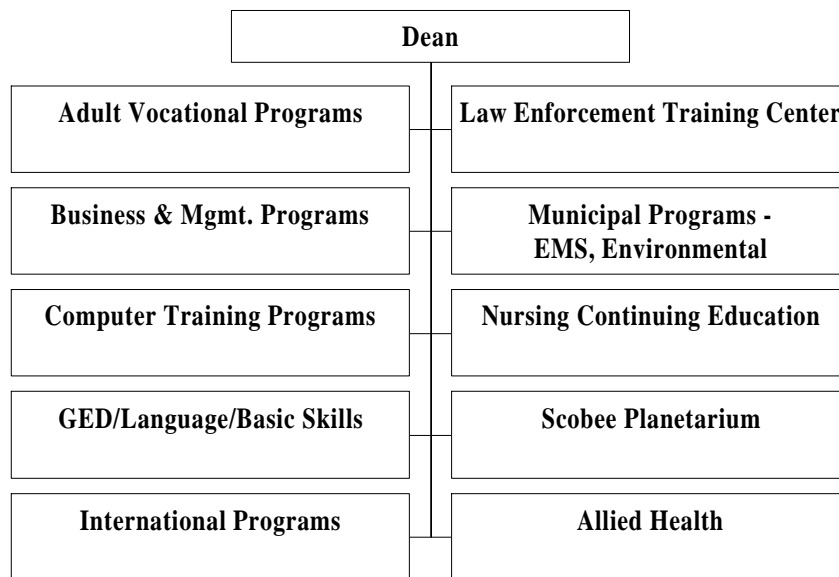 Dean
Adult Vocational Programs
Law Enforcement Training Center
Business & Mgmt. Programs
Municipal Programs -
EMS, Environmental
Computer Training Programs
Nursing Continuing Education
GED/Language/Basic Skills
Scobee Planetarium
International Programs
Allied Health